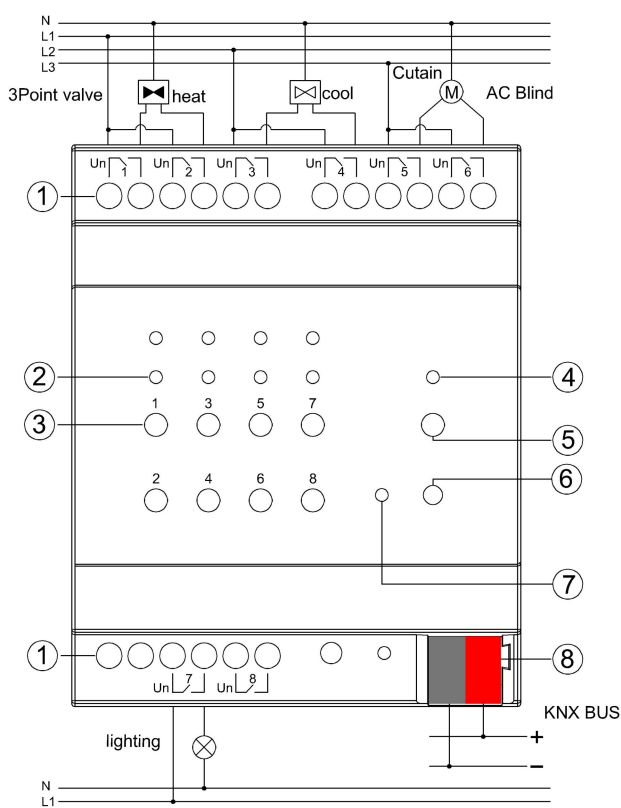 N
L1
L2
L3
Cutain
3Point valve
heat
cool
M
AC Blind
Un 1 Un 2 Un 3 Un 4 Un 5 Un 6
1
2
4
1 3 5 7
3
5
2 4 6 8
6
7
1
8
Un 7 Un 8
KNX BUS
+
lighting
−
N
L1